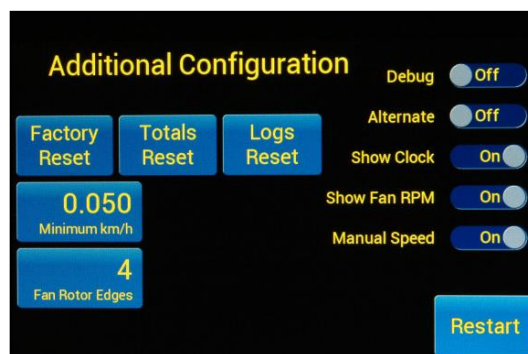 Additional Configuration
Debug Off
Alternate Off
Factory Reset
Totals Reset
Logs Reset
Show Clock On
0.050
Minimum km/h
Show Fan RPM On
Manual Speed On
4
Fan Rotor Edges
Restart